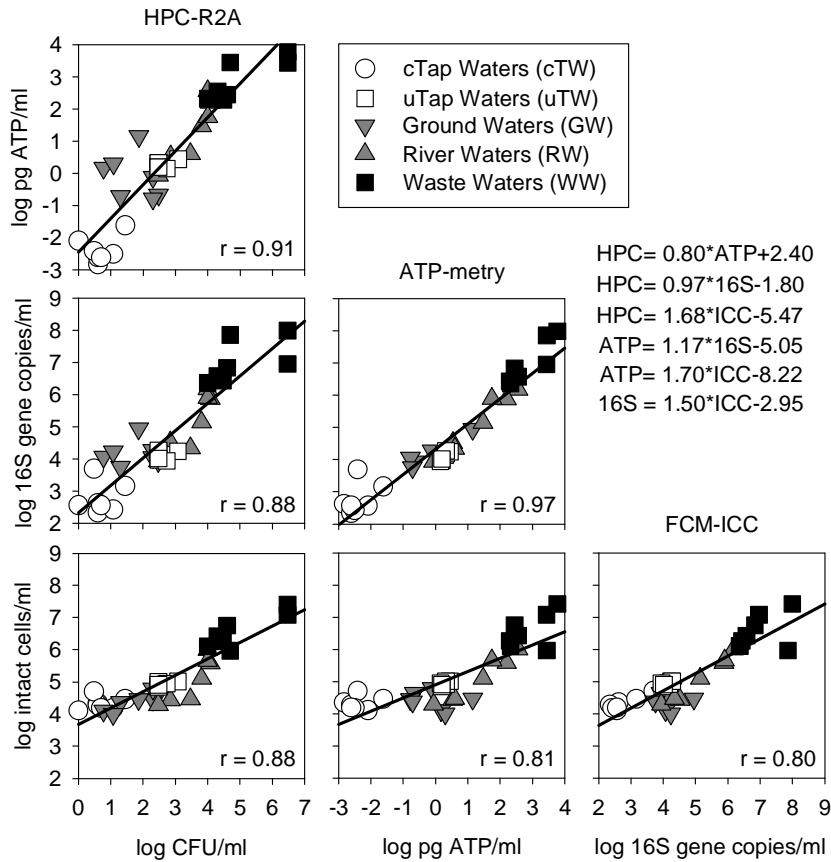 HPC-R2A
log pg ATP/ml
4
3
2
1
0
-1
-2
-3
r = 0.91
cTap Waters (cTW)
uTap Waters (uTW)
Ground Waters (GW)
River Waters (RW)
Waste Waters (WW)
HPC= 0.80*ATP+2.40
HPC= 0.97*16S-1.80
HPC= 1.68*ICC-5.47
ATP= 1.17*16S-5.05
ATP= 1.70*ICC-8.22
16S = 1.50*ICC-2.95
ATP-metry
log 16S gene copies/ml
9
8
7
6
5
4
3
2
r = 0.88
r = 0.97
FCM-ICC
log intact cells/ml
9
8
7
6
5
4
3
2
r = 0.88
r = 0.81
r = 0.80
0 1 2 3 4 5 6 7
-3 -2 -1 0 1 2 3 4
2 3 4 5 6 7 8 9
log CFU/ml
log pg ATP/ml
log 16S gene copies/ml